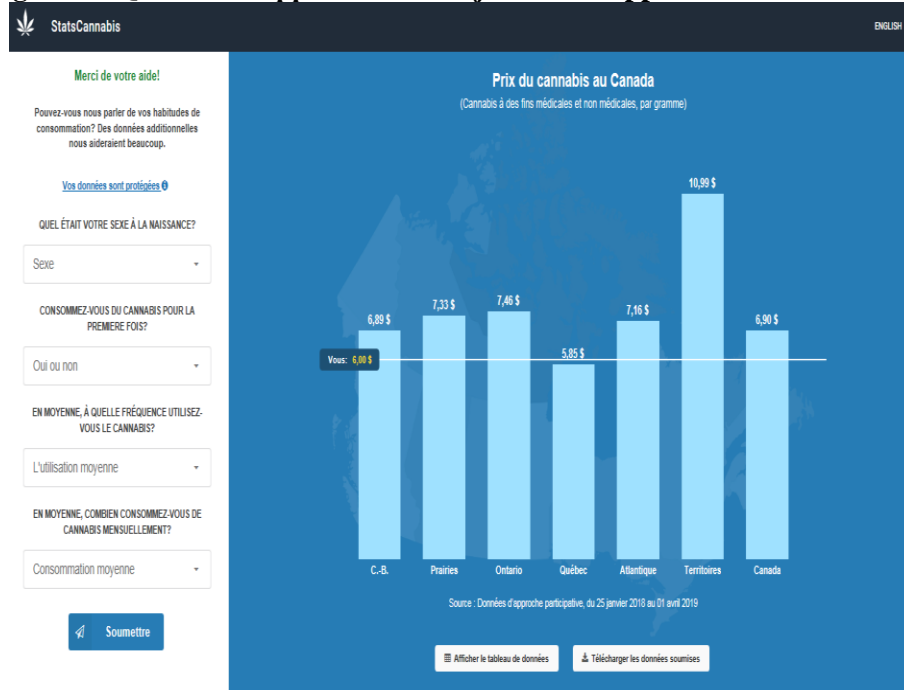 StatsCannabis
ENGLISH
Merci de votre aide!
Pouvez-vous nous parler de vos habitudes de
consommation? Des données additionnelles
nous aideraient beaucoup.
Vos données sont protégées
QUEL ÉTAIT VOTRE SEXE À LA NAISSANCE?
Sexe
CONSOMMEZ-VOUS DU CANNABIS POUR LA
PREMIERE FOIS?
Oui ou non
EN MOYENNE, À QUELLE FRÉQUENCE UTILISEZ-
VOUS LE CANNABIS?
L'utilisation moyenne
EN MOYENNE, COMBIEN CONSOMMEZ-VOUS DE
CANNABIS MENSUELLEMENT?
Consommation moyenne
Soumettre
Prix du cannabis au Canada
(Cannabis à des fins médicales et non médicales, par gramme)
10,99 $
6,89 $
7,33 $
7,46 $
5,85 $
7,16 $
6,90 $
Vous: 6,00 $
C.-B.
Prairies
Ontario
Québec
Atlantique
Territoires
Canada
Source : Données d'approche participative, du 25 janvier 2018 au 01 avril 2019
Afficher le tableau de données
Télécharger les données soumises